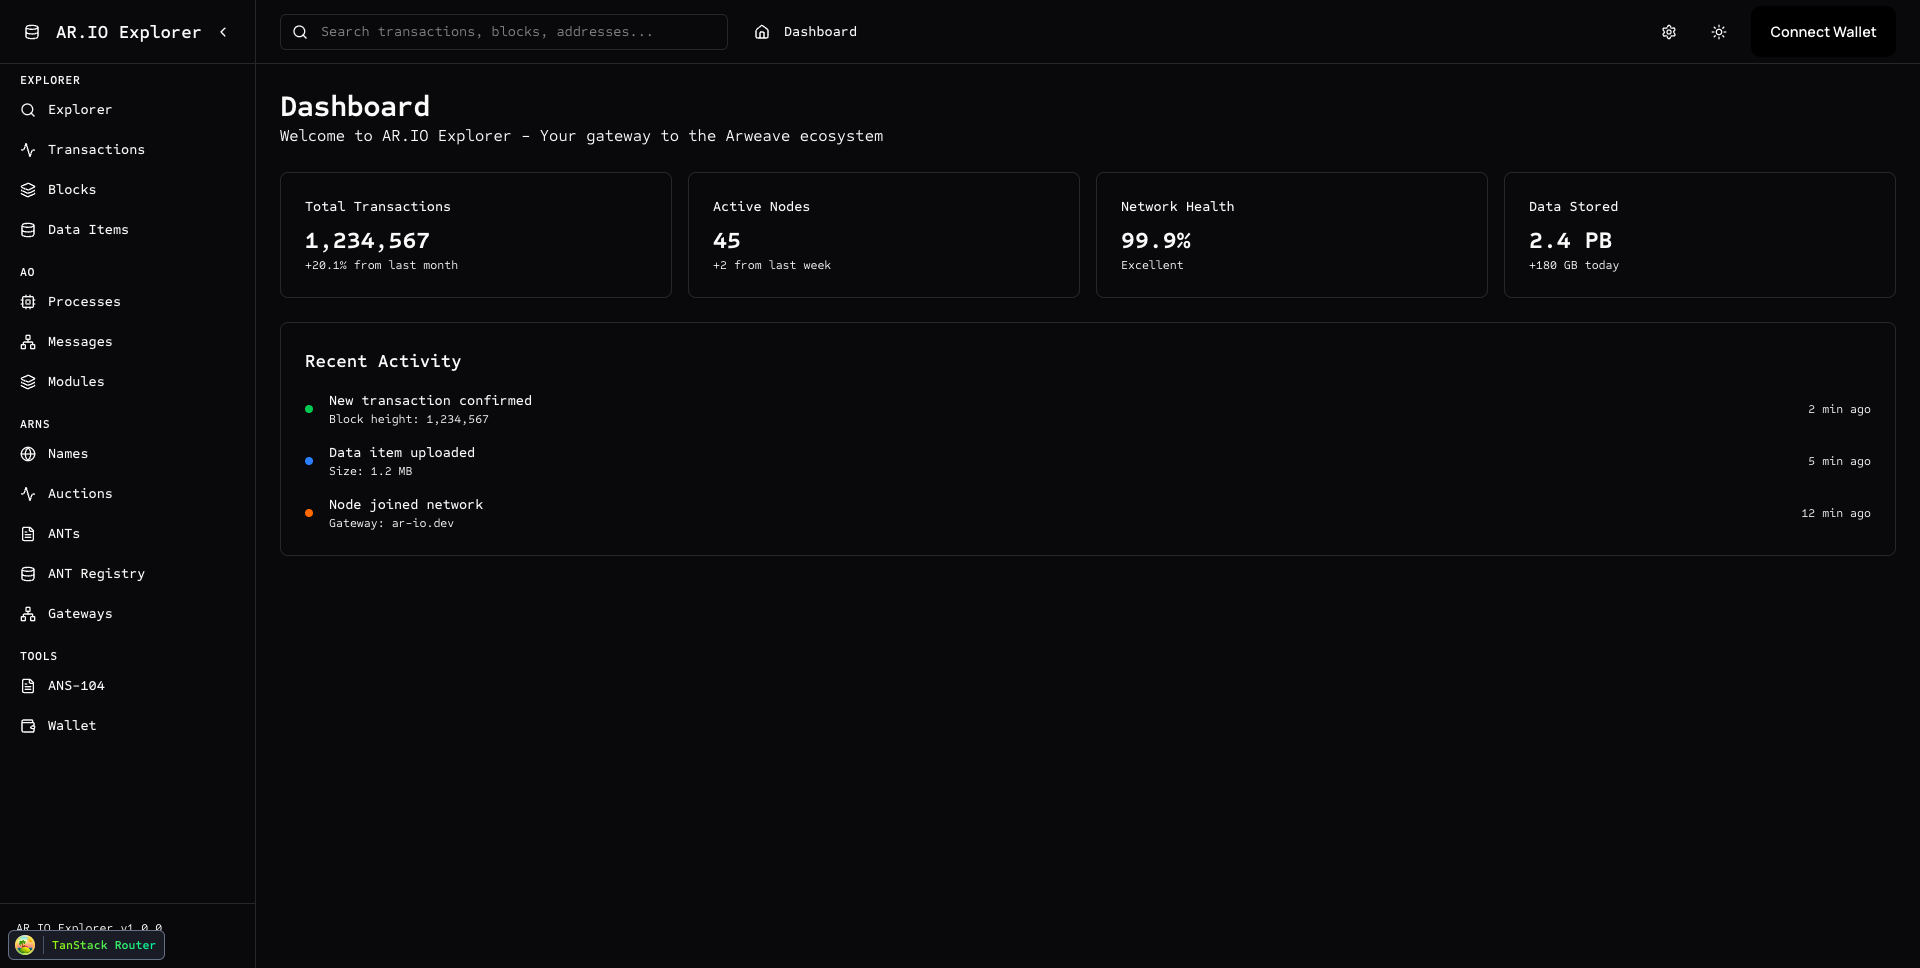 AR.IO Explorer
Search transactions, blocks, addresses...
Dashboard
Connect Wallet
EXPLORER
Explorer
Transactions
Blocks
Data Items
AO
Processes
Messages
Modules
ARNS
Names
Auctions
ANTs
ANT Registry
Gateways
TOOLS
ANS-104
Wallet
AR.IO Explorer v1.0.0
TanStack Router
Dashboard
Welcome to AR.IO Explorer - Your gateway to the Arweave ecosystem
Total Transactions
1,234,567
+20.1% from last month
Active Nodes
45
+2 from last week
Network Health
99.9%
Excellent
Data Stored
2.4 PB
+180 GB today
Recent Activity
New transaction confirmed
Block height: 1,234,567
2 min ago
Data item uploaded
Size: 1.2 MB
5 min ago
Node joined network
Gateway: ar-io.dev
12 min ago